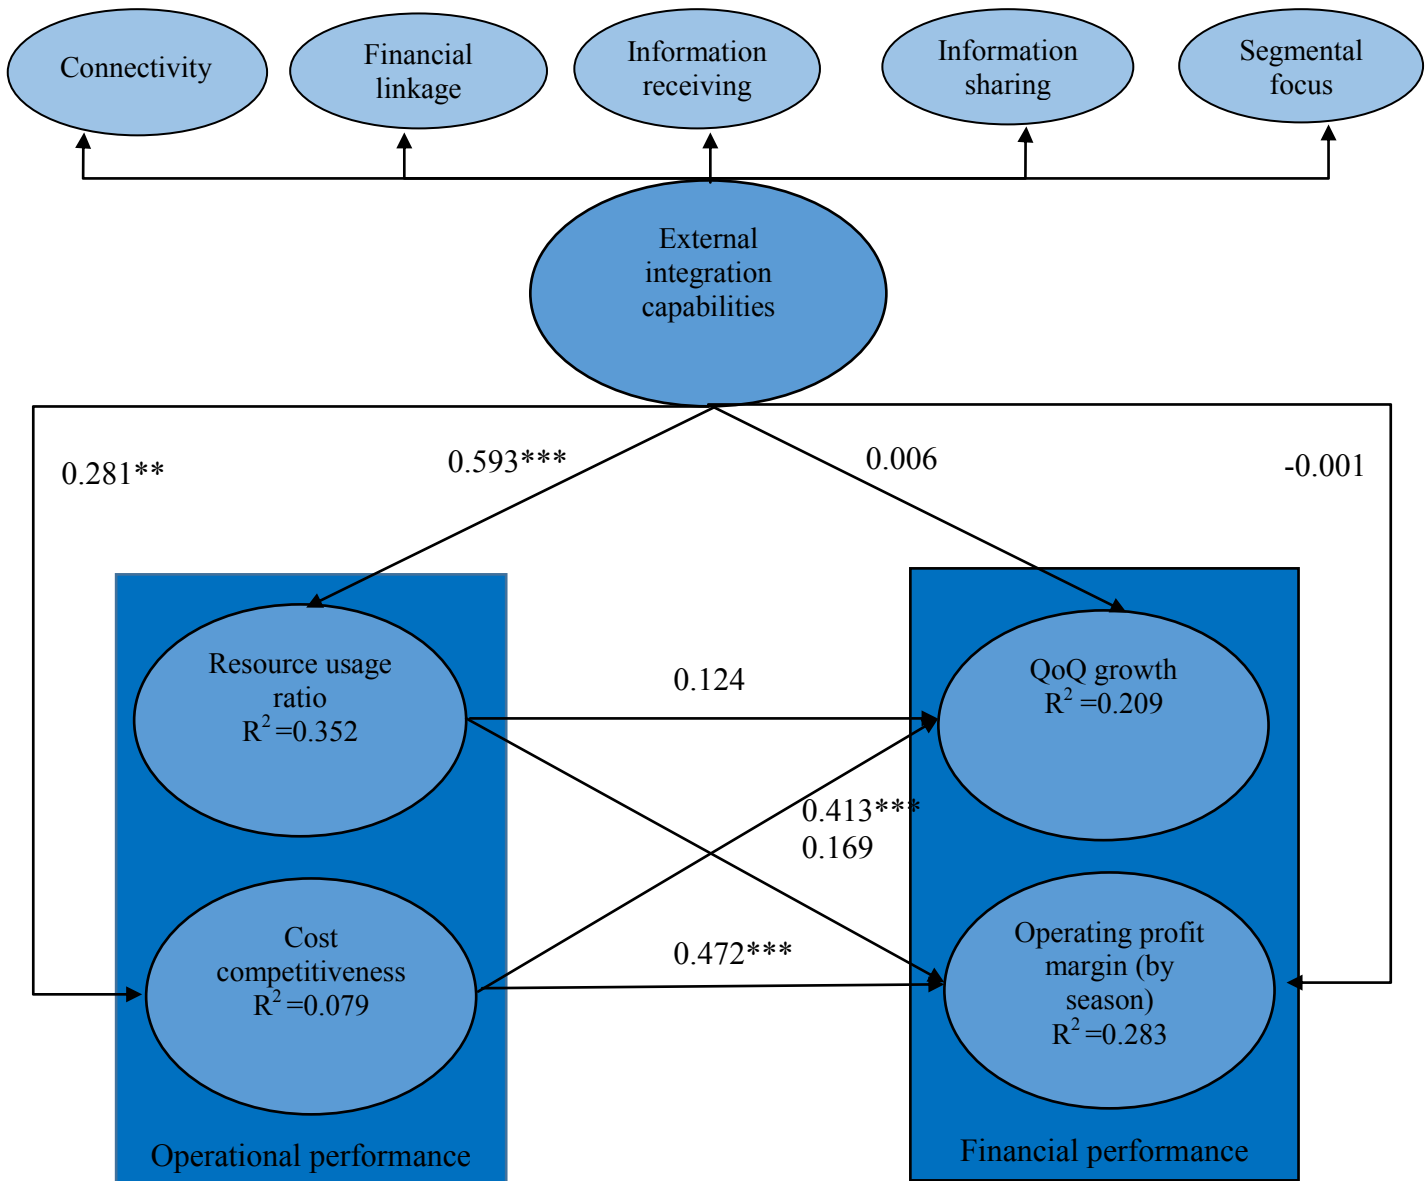 Connectivity
Financial
linkage
Information
receiving
Information
sharing
Segmental
focus
External
integration
capabilities
0.281**
0.593***
0.006
-0.001
Resource usage
ratio
R² =0.352
0.124
QoQ growth
R² =0.209
0.413***
0.169
Cost
competitiveness
R² =0.079
0.472***
Operating profit
margin (by
season)
R² =0.283
Operational performance
Financial performance